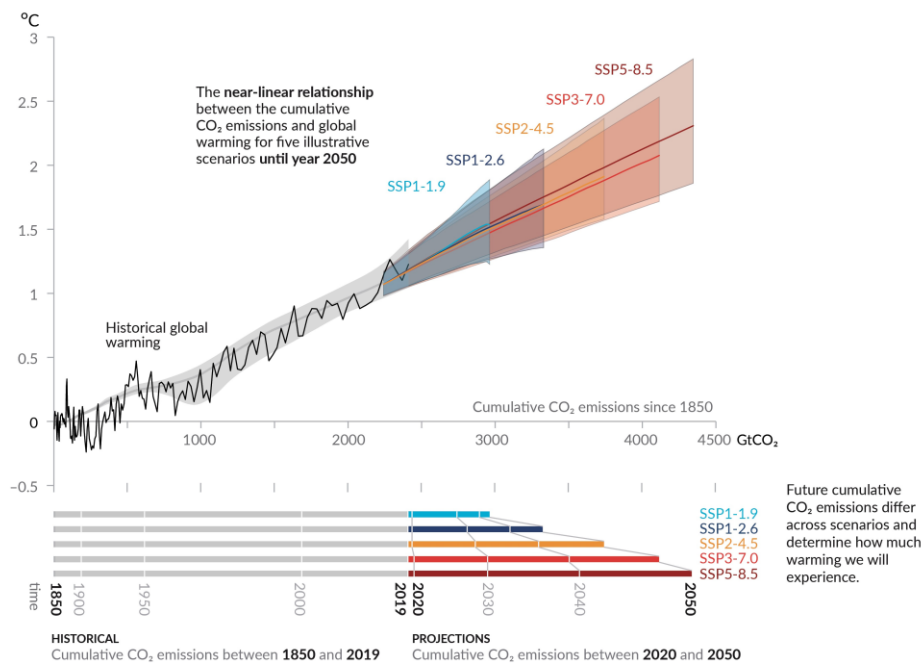 °C
3
2.5
2
1.5
1
0.5
0
−0.5
The near-linear relationship
between the cumulative
CO₂ emissions and global
warming for five illustrative
scenarios until year 2050
SSP5-8.5
SSP3-7.0
SSP2-4.5
SSP1-2.6
SSP1-1.9
Historical global
warming
Cumulative CO₂ emissions since 1850
1000
2000
3000
4000
4500
GtCO₂
SSP1-1.9
SSP1-2.6
SSP2-4.5
SSP3-7.0
SSP5-8.5
Future cumulative
CO₂ emissions differ
across scenarios and
determine how much
warming we will
experience.
time
1850
1900
1950
2000
2019
2020
2030
2040
2050
HISTORICAL
Cumulative CO₂ emissions between 1850 and 2019
PROJECTIONS
Cumulative CO₂ emissions between 2020 and 2050